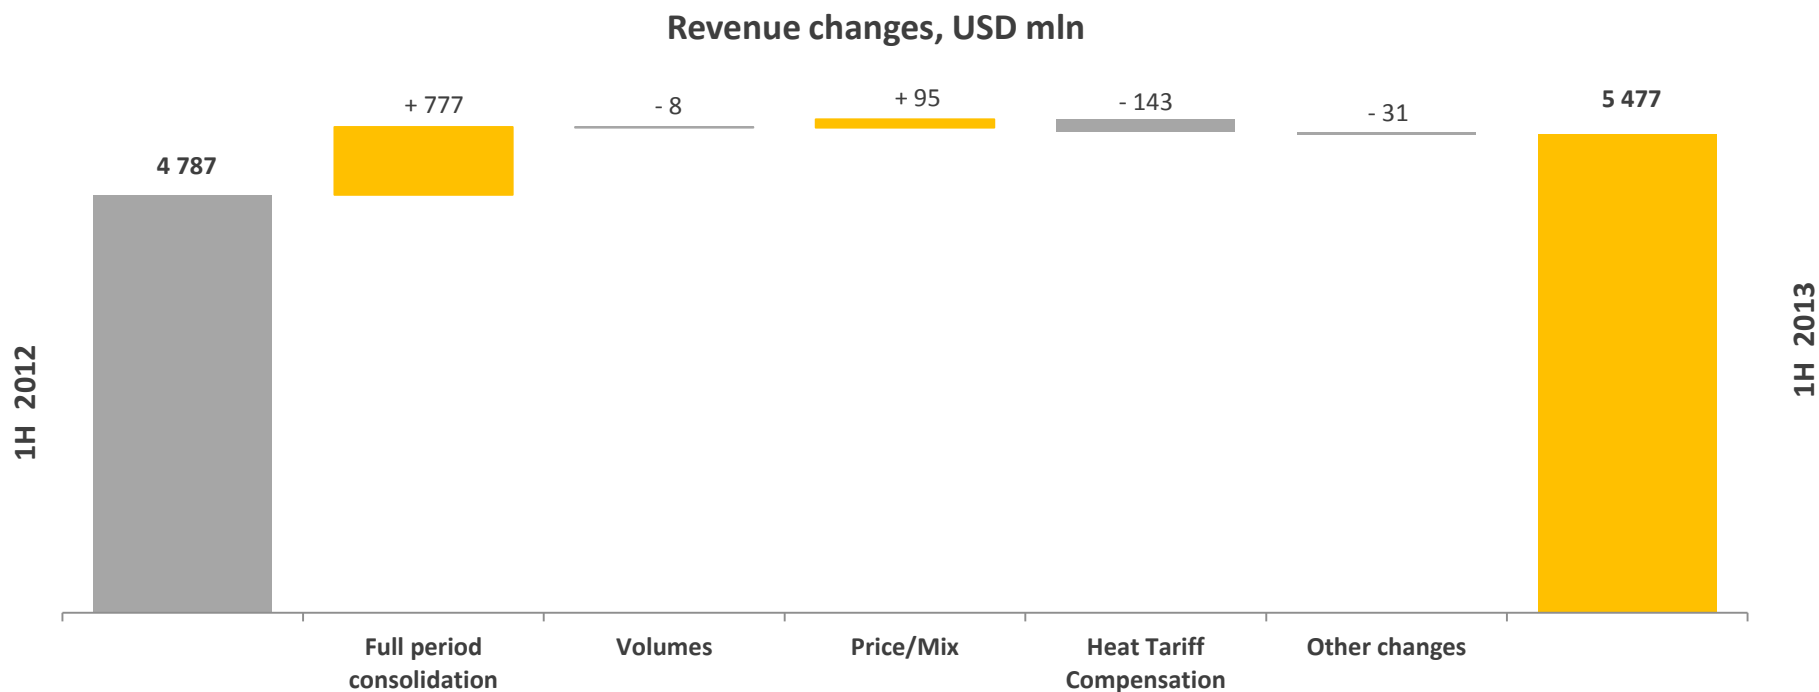 Revenue changes, USD mln
4 787
+ 777
- 8
+ 95
- 143
- 31
5 477
1H 2012
1H 2013
Full period
consolidation
Volumes
Price/Mix
Heat Tariff
Compensation
Other changes